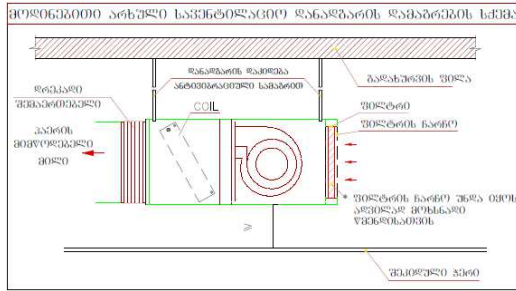 მოდინებითი არხული სავენტილაციო დანადგარის დამაგრების სქემა
დანადგარის დაკიდება
ანტივიბრაციული სამაგრით
გადახურვის ფილა
დრეკადი
შემაერთებელი
COIL
ფილტრი
ფილტრის ჩარჩო
ჰაერის
მიმწოდებელი
მილი
* ფილტრის ჩარჩო უნდა იყოს
ადვილად მოხსნადი
წმენდისათვის
≥
შეკიდული ჭერი